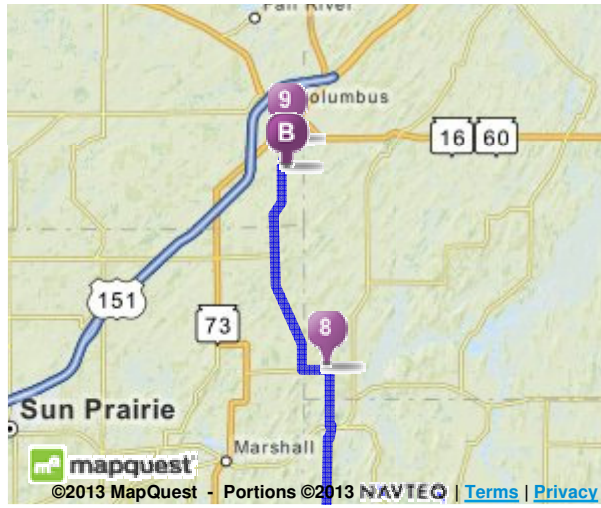 Fall River
9
olumbus
B
16 60
151
8
73
Sun Prairie
Marshall
mapquest
©2013 MapQuest - Portions ©2013 NAVTEQ | Terms | Privacy